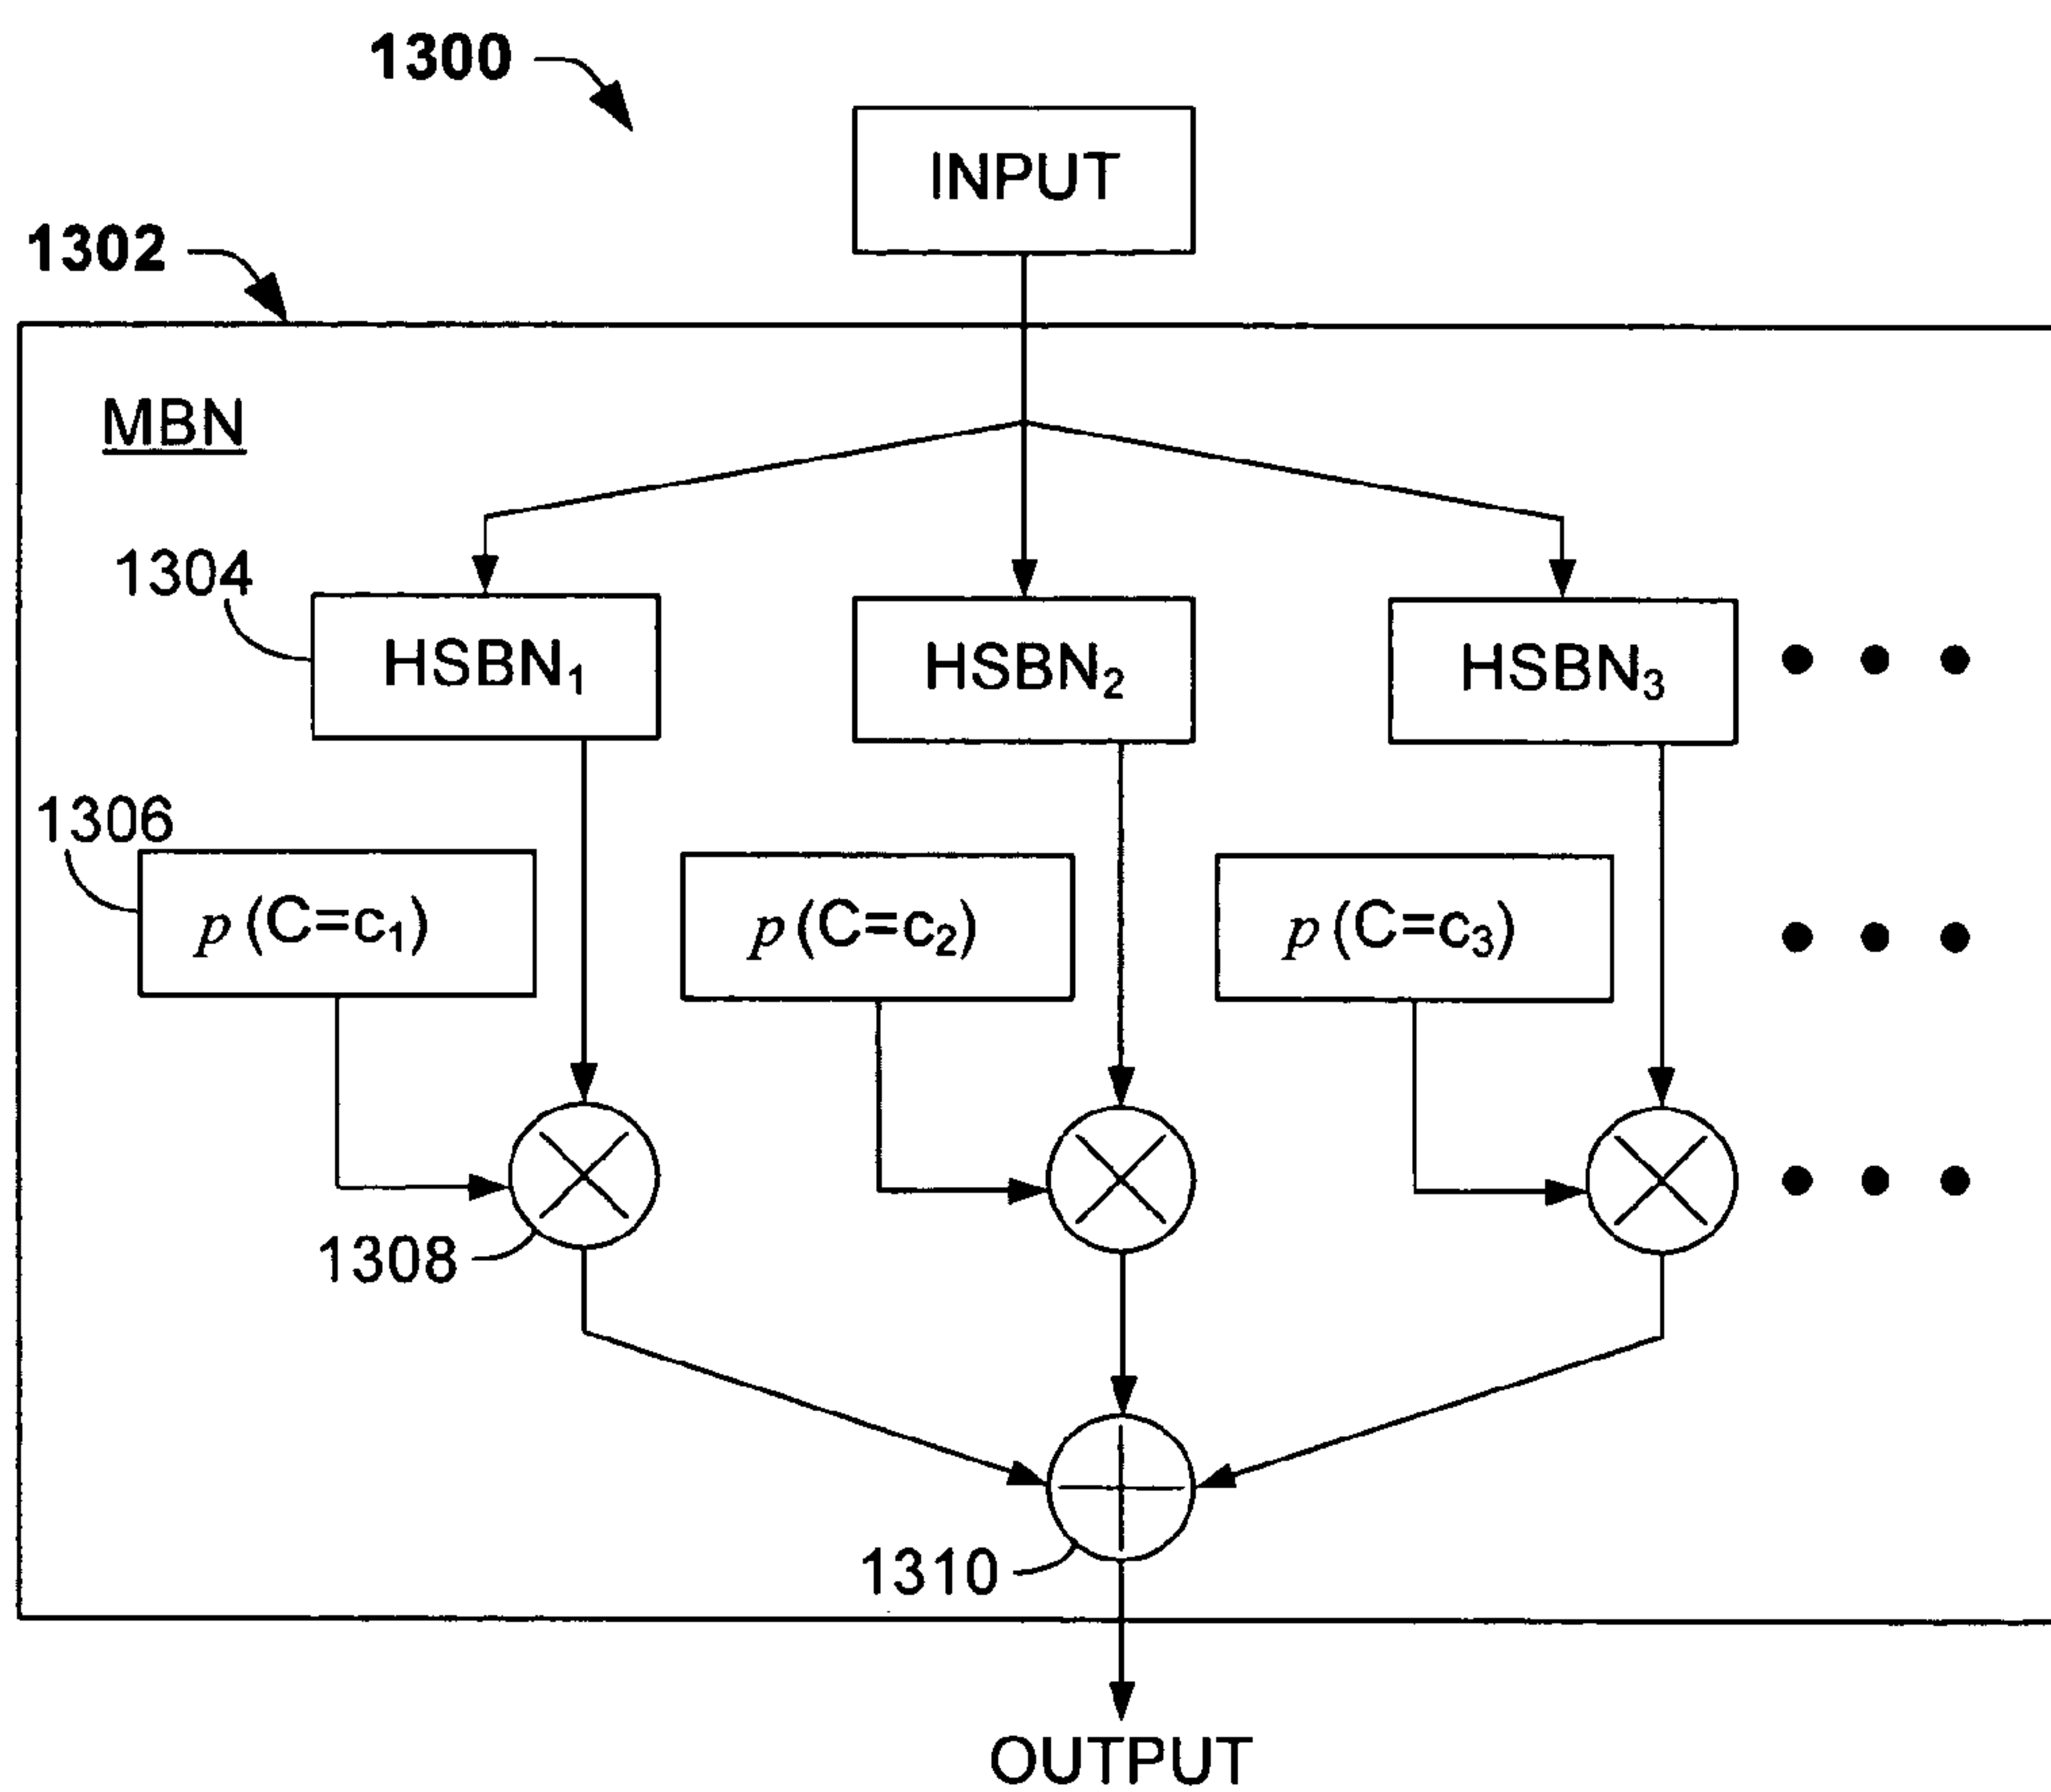 1300
INPUT
1302
MBN
1304
HSBN₁ HSBN₂ HSBN₃
1306
p (C=c₁) p (C=c₂) p (C=c₃)
1308
1310
OUTPUT